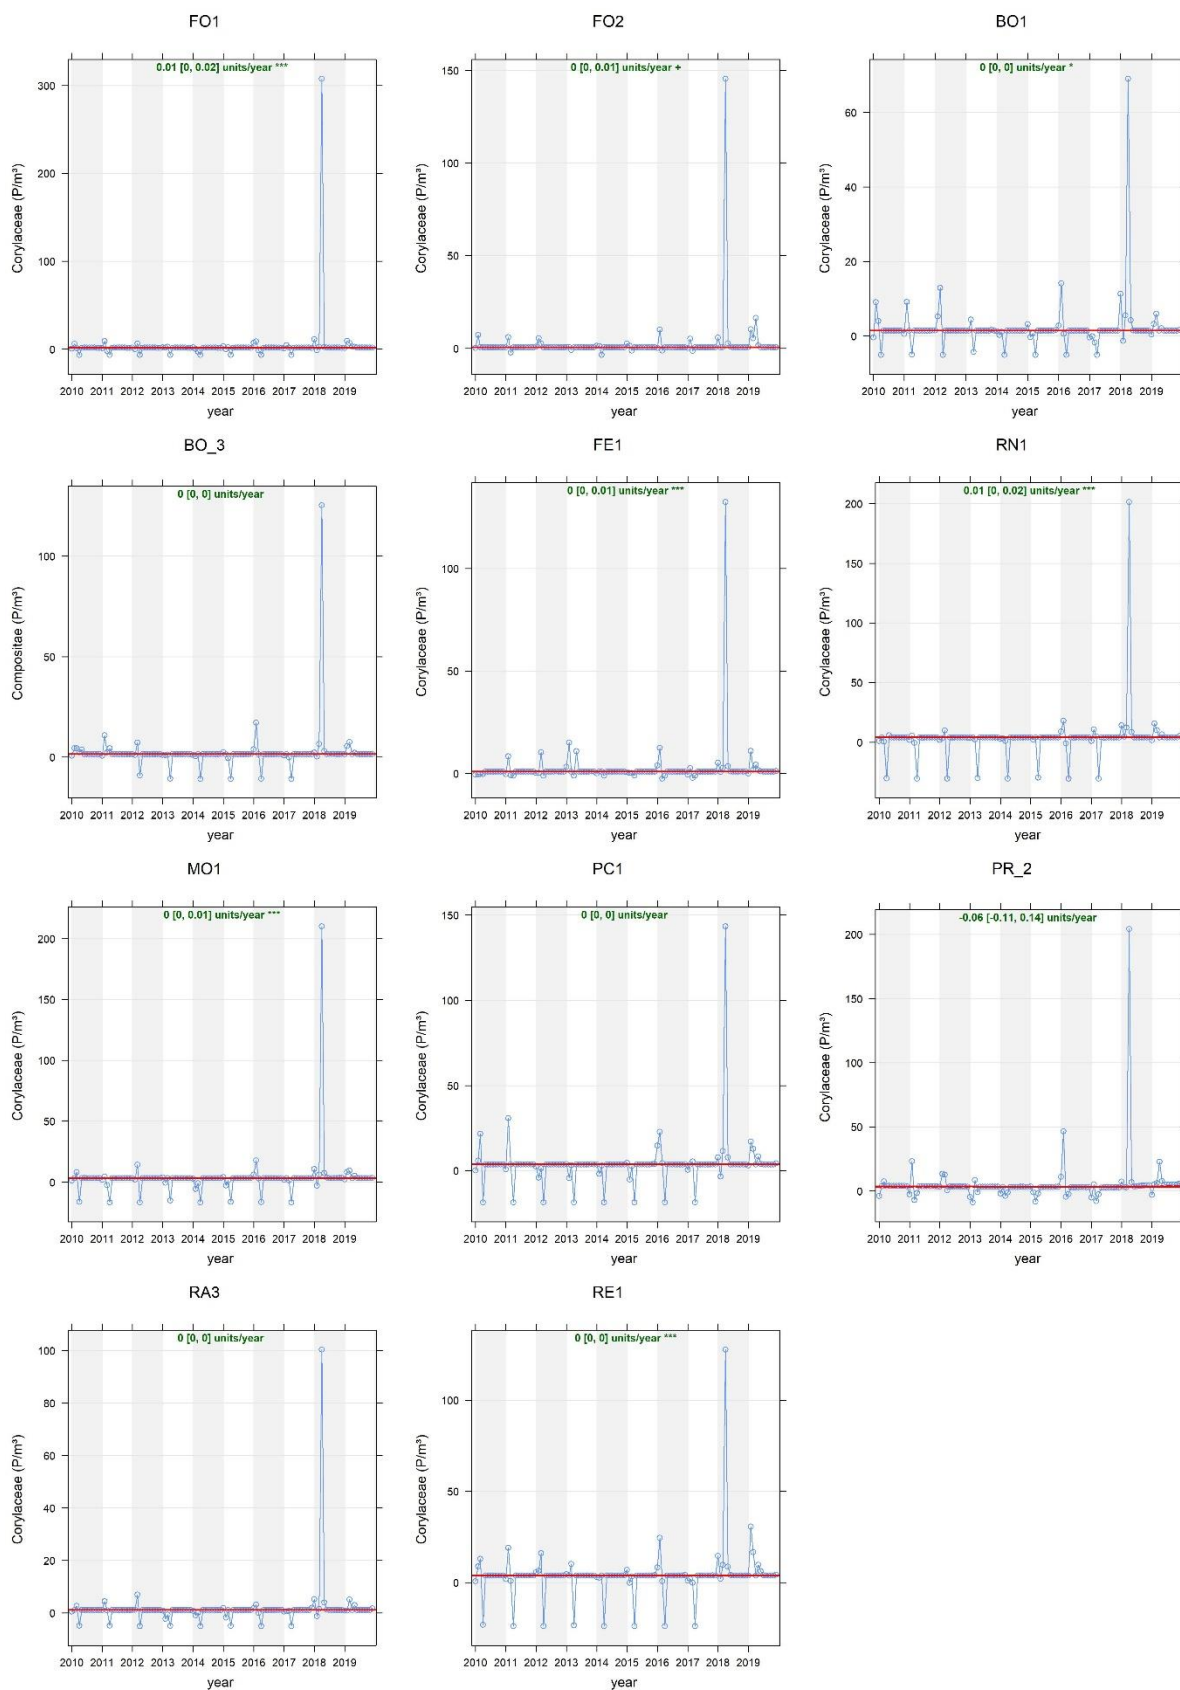 FO1
0.01 [0, 0.02] units/year ***
Corylaceae (P/m³)
300
200
100
0
2010 2011 2012 2013 2014 2015 2016 2017 2018 2019
year
FO2
0 [0, 0.01] units/year +
Corylaceae (P/m³)
150
100
50
0
2010 2011 2012 2013 2014 2015 2016 2017 2018 2019
year
BO1
0 [0, 0] units/year *
Corylaceae (P/m³)
60
40
20
0
2010 2011 2012 2013 2014 2015 2016 2017 2018 2019
year
BO_3
0 [0, 0] units/year
Compositae (P/m³)
100
50
0
2010 2011 2012 2013 2014 2015 2016 2017 2018 2019
year
FE1
0 [0, 0.01] units/year ***
Corylaceae (P/m³)
100
50
0
2010 2011 2012 2013 2014 2015 2016 2017 2018 2019
year
RN1
0.01 [0, 0.02] units/year ***
Corylaceae (P/m³)
200
150
100
50
0
2010 2011 2012 2013 2014 2015 2016 2017 2018 2019
year
MO1
0 [0, 0.01] units/year ***
Corylaceae (P/m³)
200
150
100
50
0
2010 2011 2012 2013 2014 2015 2016 2017 2018 2019
year
PC1
0 [0, 0] units/year
Corylaceae (P/m³)
150
100
50
0
2010 2011 2012 2013 2014 2015 2016 2017 2018 2019
year
PR_2
-0.06 [-0.11, 0.14] units/year
Corylaceae (P/m³)
200
150
100
50
0
2010 2011 2012 2013 2014 2015 2016 2017 2018 2019
year
RA3
0 [0, 0] units/year
Corylaceae (P/m³)
100
80
60
40
20
0
2010 2011 2012 2013 2014 2015 2016 2017 2018 2019
year
RE1
0 [0, 0] units/year ***
Corylaceae (P/m³)
100
50
0
2010 2011 2012 2013 2014 2015 2016 2017 2018 2019
year